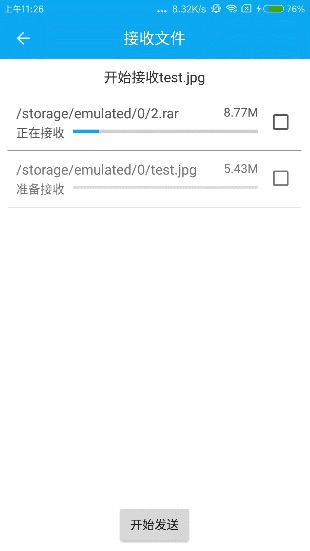 上午11:26
... 8.32K/s 76%
接收文件
开始接收test.jpg
/storage/emulated/0/2.rar 8.77M
正在接收
/storage/emulated/0/test.jpg 5.43M
准备接收
开始发送